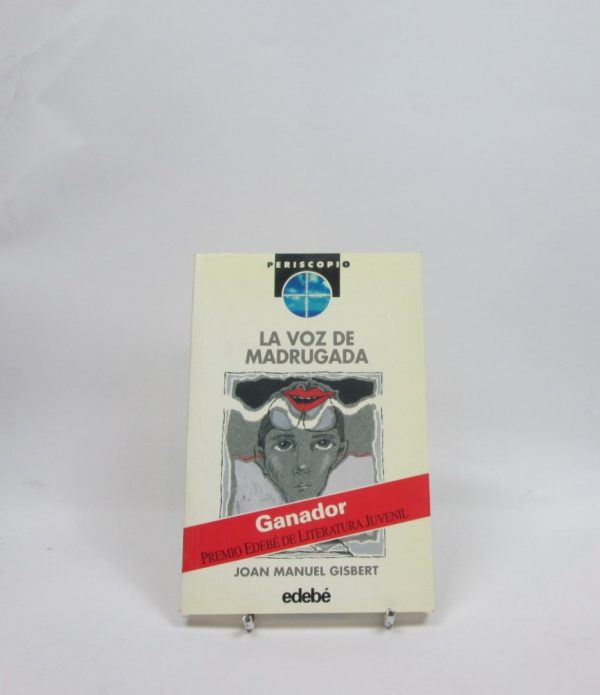 PERISCOPIO
LA VOZ DE
MADRUGADA
Ganador
PREMIO EDEBÉ DE LITERATURA JUVENIL
JOAN MANUEL GISBERT
edebé